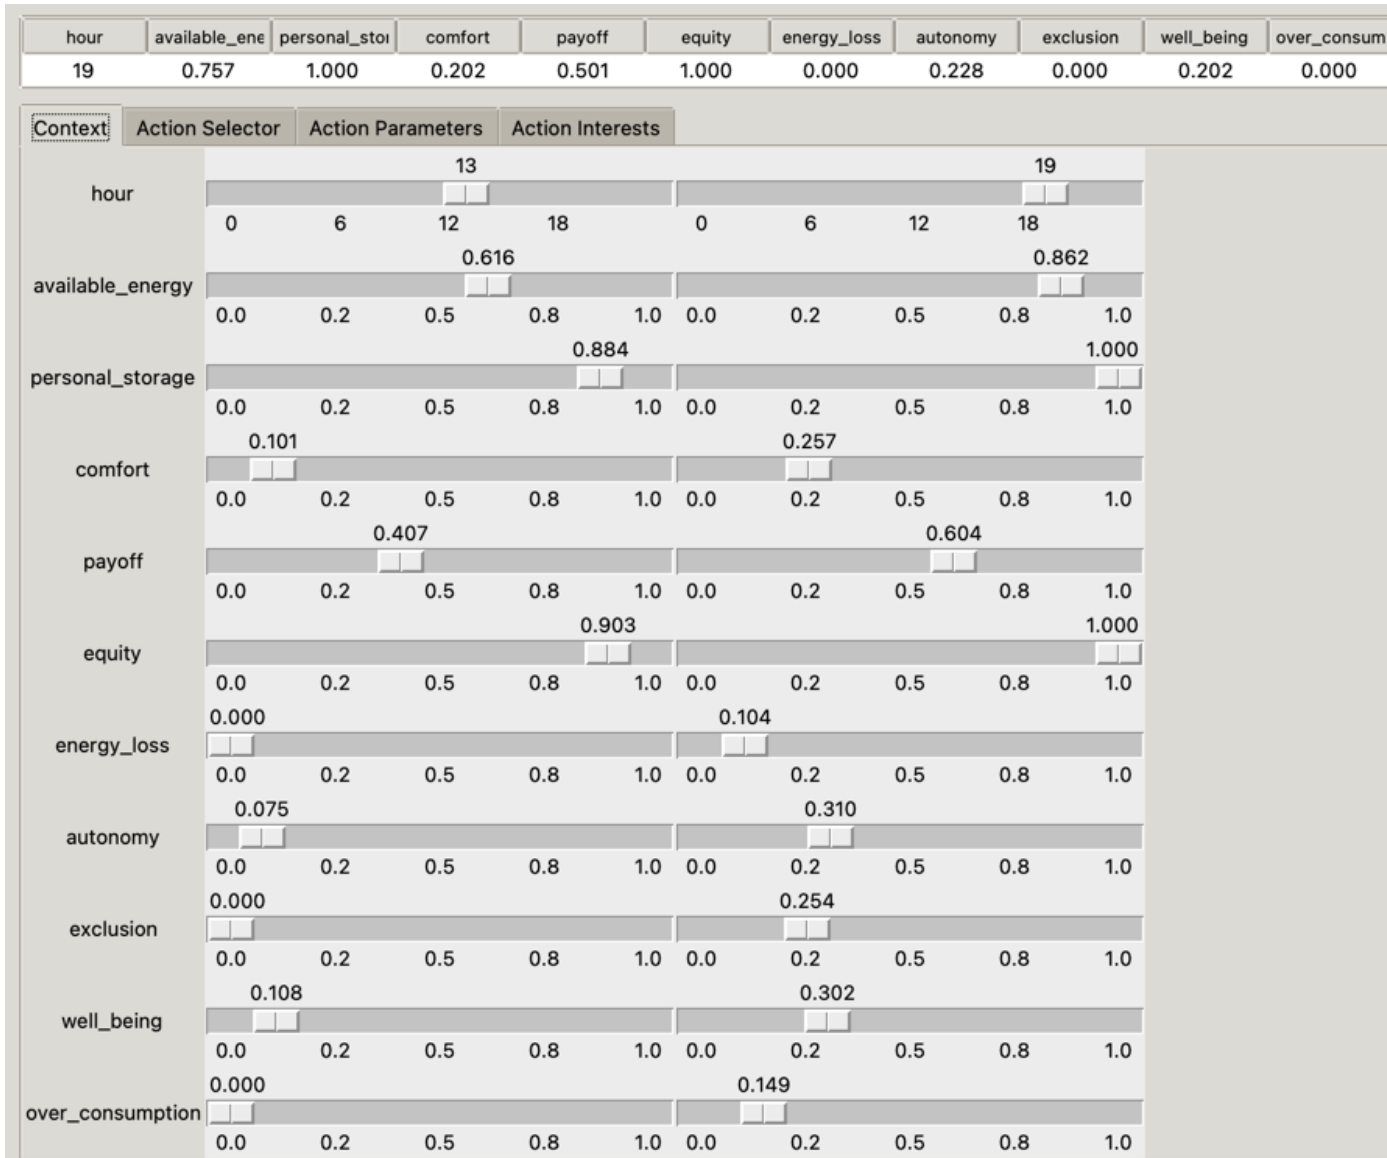 hour available_ene personal_stor comfort payoff equity energy_loss autonomy exclusion well_being over_consum
19 0.757 1.000 0.202 0.501 1.000 0.000 0.228 0.000 0.202 0.000
Context Action Selector Action Parameters Action Interests
13 19
hour
0 6 12 18 0 6 12 18
0.616 0.862
available_energy
0.0 0.2 0.5 0.8 1.0 0.0 0.2 0.5 0.8 1.0
0.884 1.000
personal_storage
0.0 0.2 0.5 0.8 1.0 0.0 0.2 0.5 0.8 1.0
0.101 0.257
comfort
0.0 0.2 0.5 0.8 1.0 0.0 0.2 0.5 0.8 1.0
0.407 0.604
payoff
0.0 0.2 0.5 0.8 1.0 0.0 0.2 0.5 0.8 1.0
0.903 1.000
equity
0.0 0.2 0.5 0.8 1.0 0.0 0.2 0.5 0.8 1.0
0.000 0.104
energy_loss
0.0 0.2 0.5 0.8 1.0 0.0 0.2 0.5 0.8 1.0
0.075 0.310
autonomy
0.0 0.2 0.5 0.8 1.0 0.0 0.2 0.5 0.8 1.0
0.000 0.254
exclusion
0.0 0.2 0.5 0.8 1.0 0.0 0.2 0.5 0.8 1.0
0.108 0.302
well_being
0.0 0.2 0.5 0.8 1.0 0.0 0.2 0.5 0.8 1.0
0.000 0.149
over_consumption
0.0 0.2 0.5 0.8 1.0 0.0 0.2 0.5 0.8 1.0